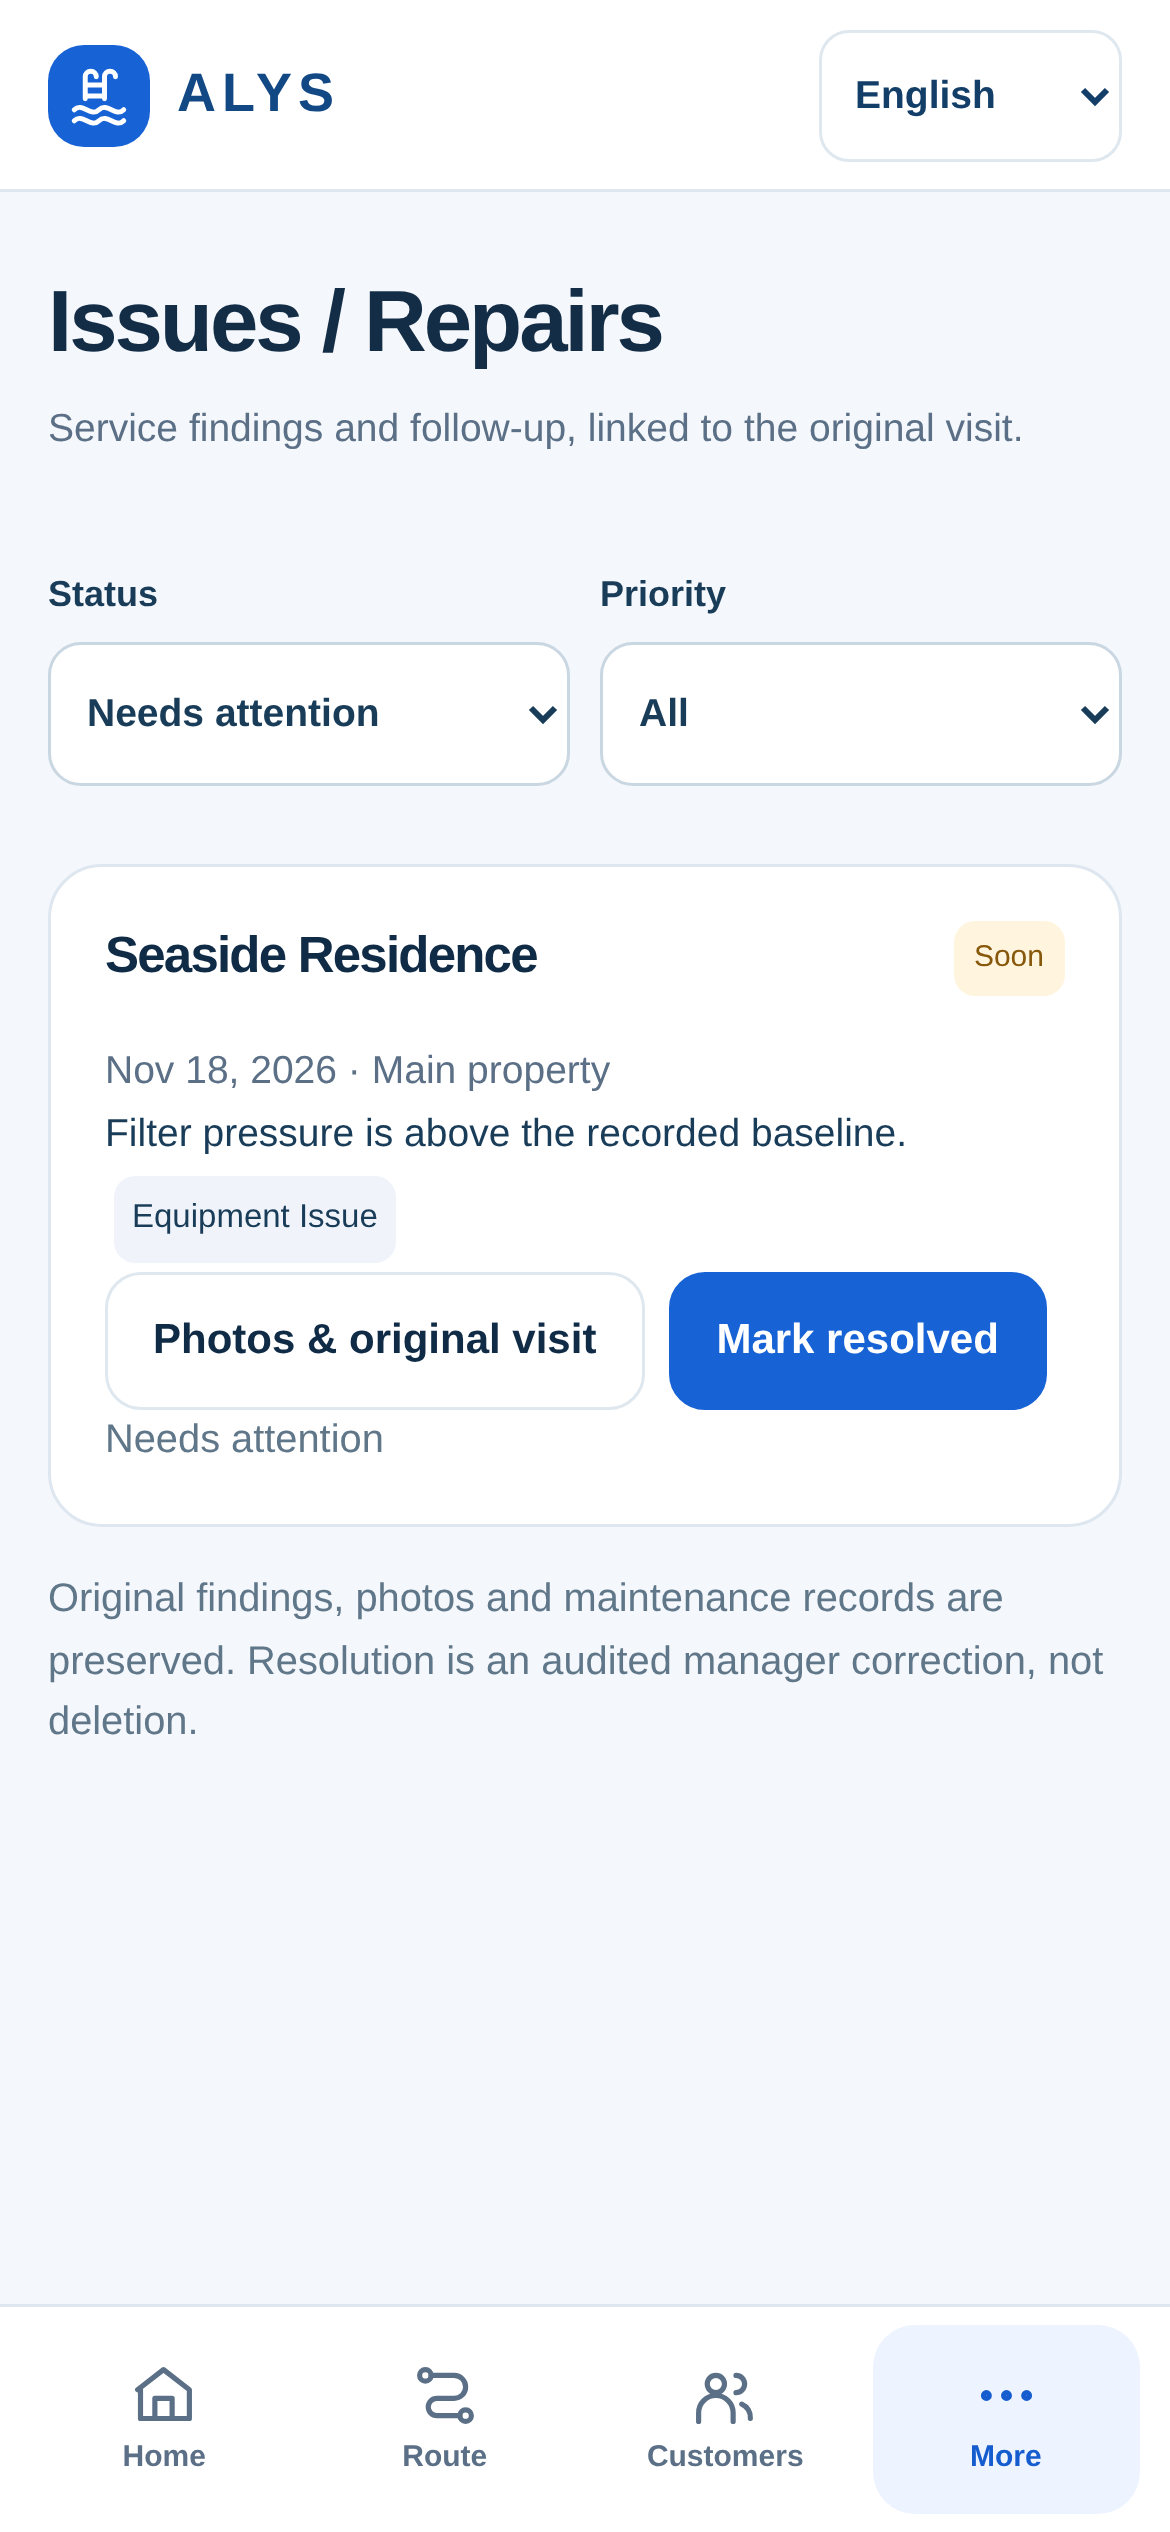 ALYS
English
Issues / Repairs
Service findings and follow-up, linked to the original visit.
Status
Priority
Needs attention
All
Seaside Residence
Soon
Nov 18, 2026 · Main property
Filter pressure is above the recorded baseline.
Equipment Issue
Photos & original visit
Mark resolved
Needs attention
Original findings, photos and maintenance records are
preserved. Resolution is an audited manager correction, not
deletion.
Home
Route
Customers
More